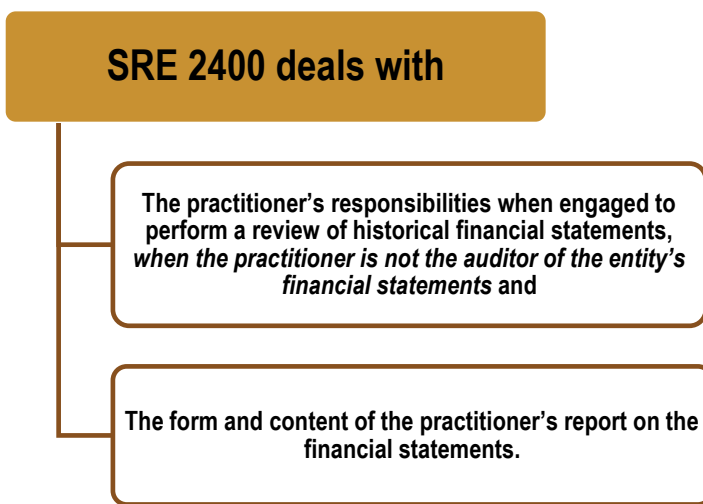 SRE 2400 deals with
The practitioner’s responsibilities when engaged to
perform a review of historical financial statements,
when the practitioner is not the auditor of the entity’s
financial statements and
The form and content of the practitioner’s report on the
financial statements.